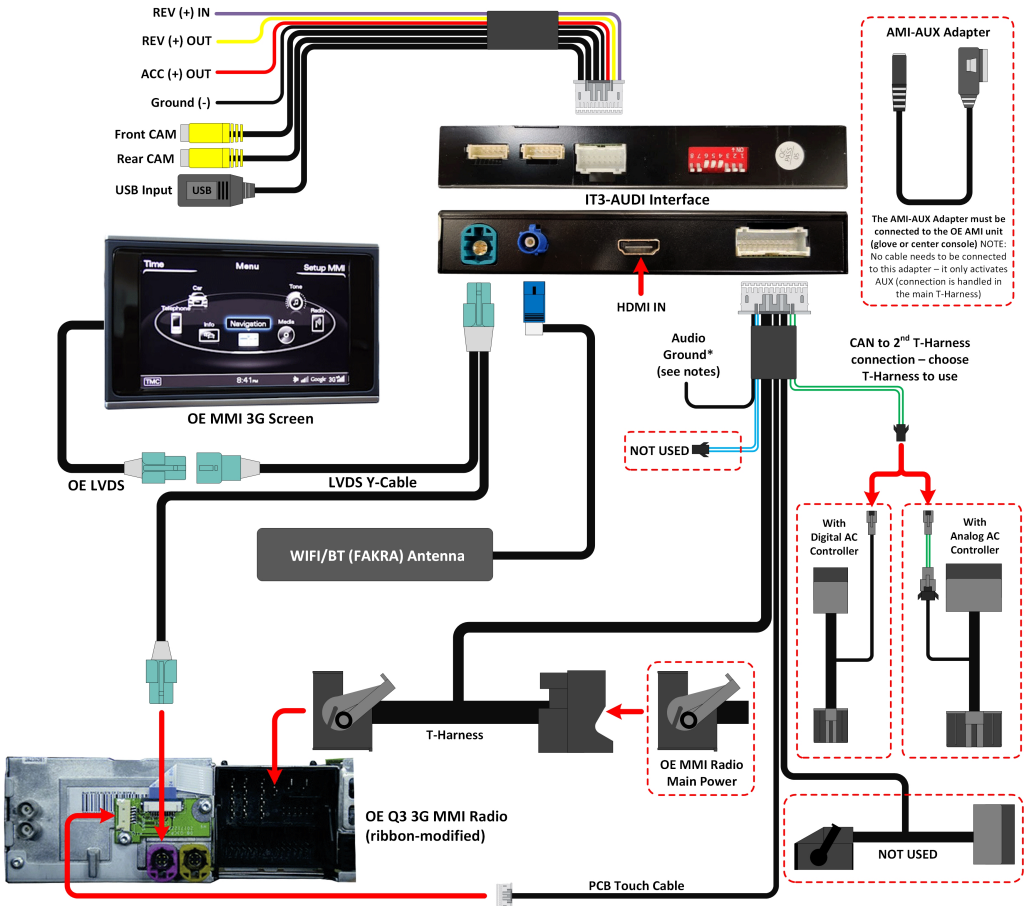 REV (+) IN
REV (+) OUT
ACC (+) OUT
Ground (-)
Front CAM
Rear CAM
USB Input
USB
IT3-AUDI Interface
HDMI IN
AMI-AUX Adapter
The AMI-AUX Adapter must be
connected to the OE AMI unit
(glove or center console) NOTE:
No cable needs to be connected
to this adapter – it only activates
AUX (connection is handled in
the main T-Harness)
Time
Menu
Setup MMI
Car
Tone
Telephone
Radio
Info
Navigation
Media
TMC
8:41PM
Google 3G
OE MMI 3G Screen
OE LVDS
LVDS Y-Cable
Audio
Ground*
(see notes)
NOT USED
CAN to 2nd T-Harness
connection – choose
T-Harness to use
With
Digital AC
Controller
With
Analog AC
Controller
WIFI/BT (FAKRA) Antenna
T-Harness
OE MMI Radio
Main Power
OE Q3 3G MMI Radio
(ribbon-modified)
NOT USED
PCB Touch Cable